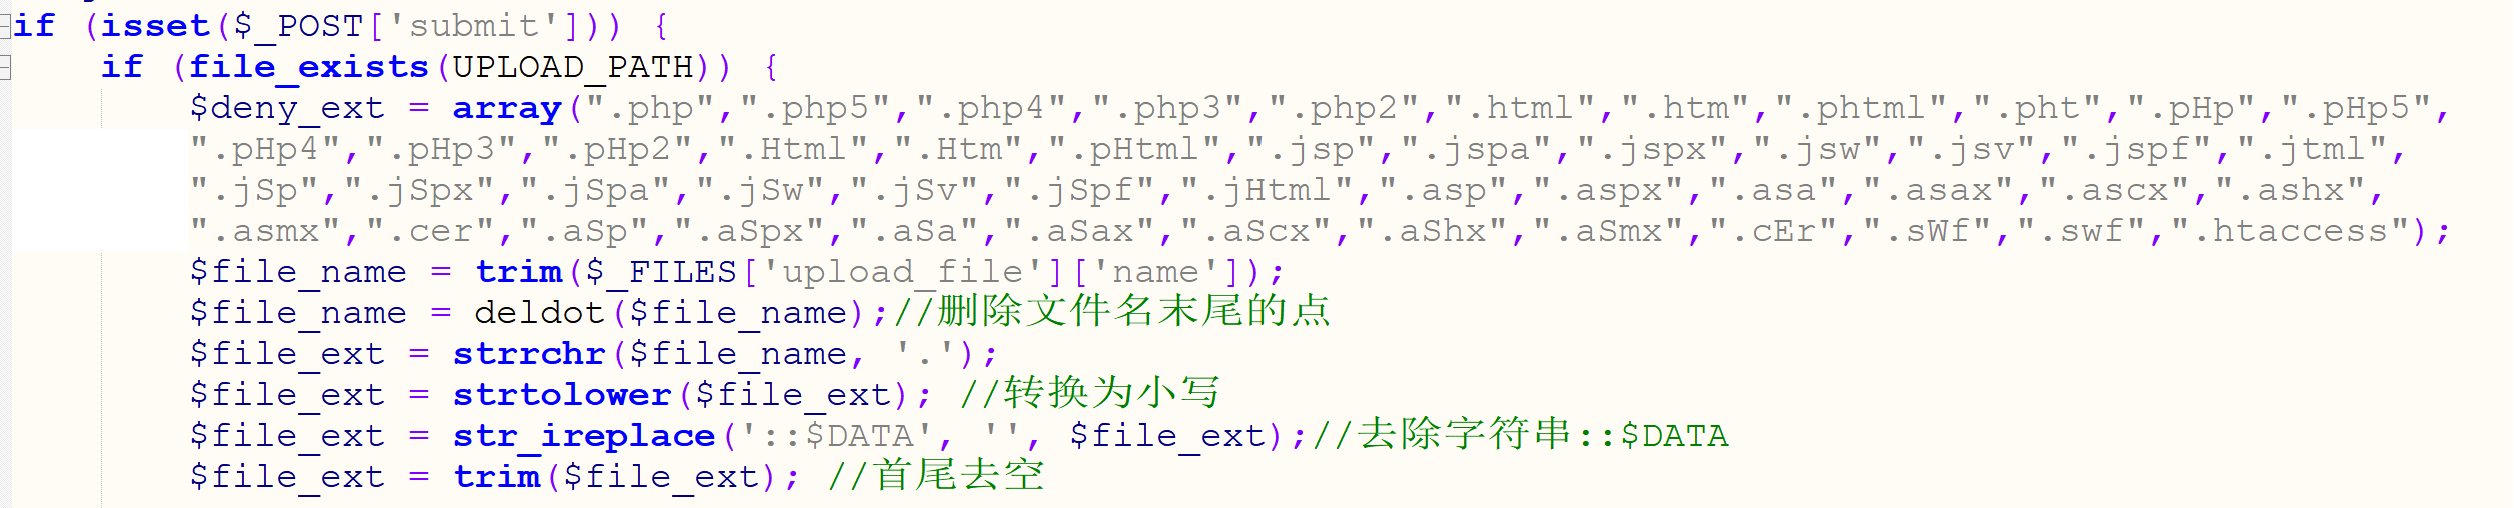 if (isset($_POST['submit'])) {
if (file_exists(UPLOAD_PATH)) {
$deny_ext = array(".php",".php5",".php4",".php3",".php2",".html",".htm",".phtml",".pht",".pHp",".pHp5",
".pHp4",".pHp3",".pHp2",".Html",".Htm",".pHtml",".jsp",".jspa",".jspx",".jsw",".jsv",".jspf",".jtml",
".jSp",".jSpx",".jSpa",".jSw",".jSv",".jSpf",".jHtml",".asp",".aspx",".asa",".asax",".ascx",".ashx",
".asmx",".cer",".aSp",".aSpx",".aSa",".aSax",".aScx",".aShx",".aSmx",".cEr",".sWf",".swf",".htaccess");
$file_name = trim($_FILES['upload_file']['name']);
$file_name = deldot($file_name);//删除文件名末尾的点
$file_ext = strrchr($file_name, '.');
$file_ext = strtolower($file_ext); //转换为小写
$file_ext = str_ireplace('::$DATA', '', $file_ext);//去除字符串::$DATA
$file_ext = trim($file_ext); //首尾去空